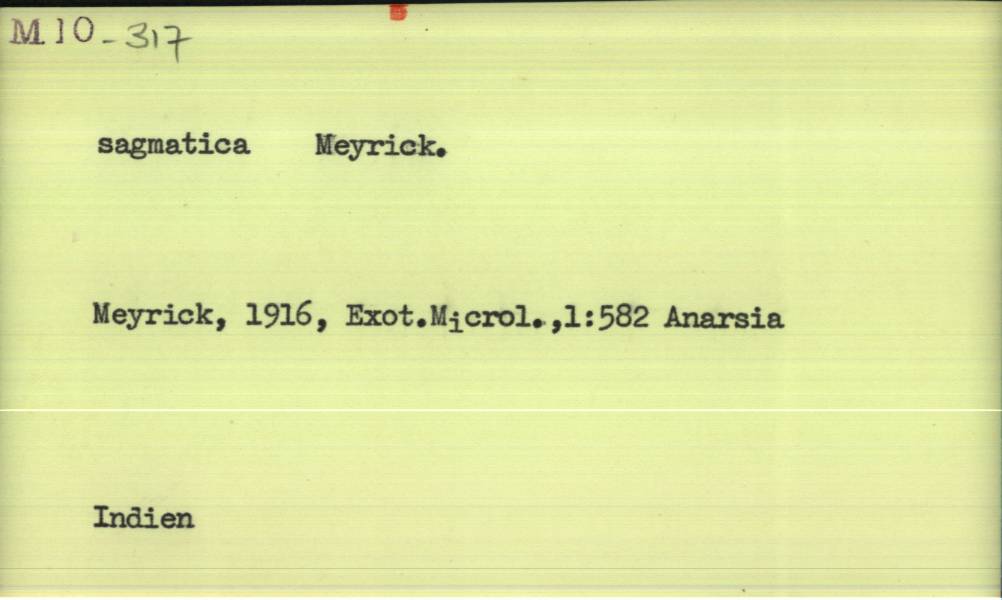 M 10 - 317
sagmatica Meyrick.
Meyrick, 1916, Exot.Microl.,1:582 Anarsia
Indien